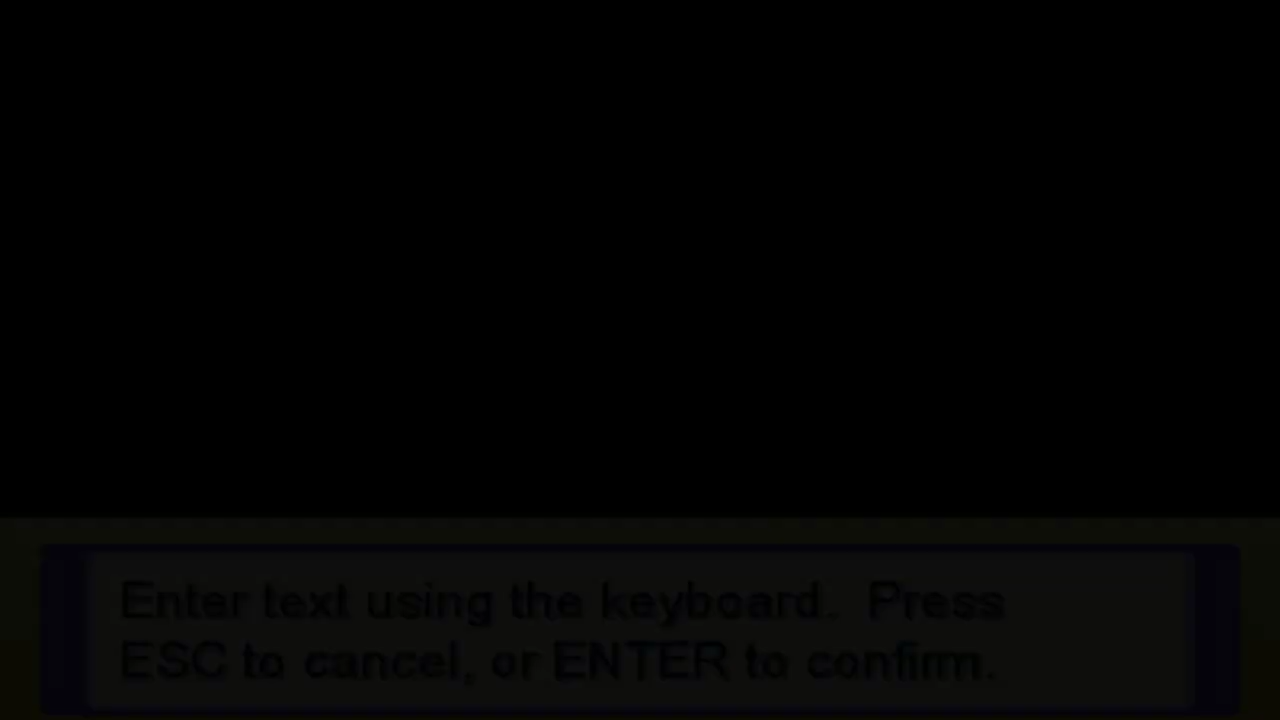 Enter text using the keyboard.  Press
ESC to cancel, or ENTER to confirm.